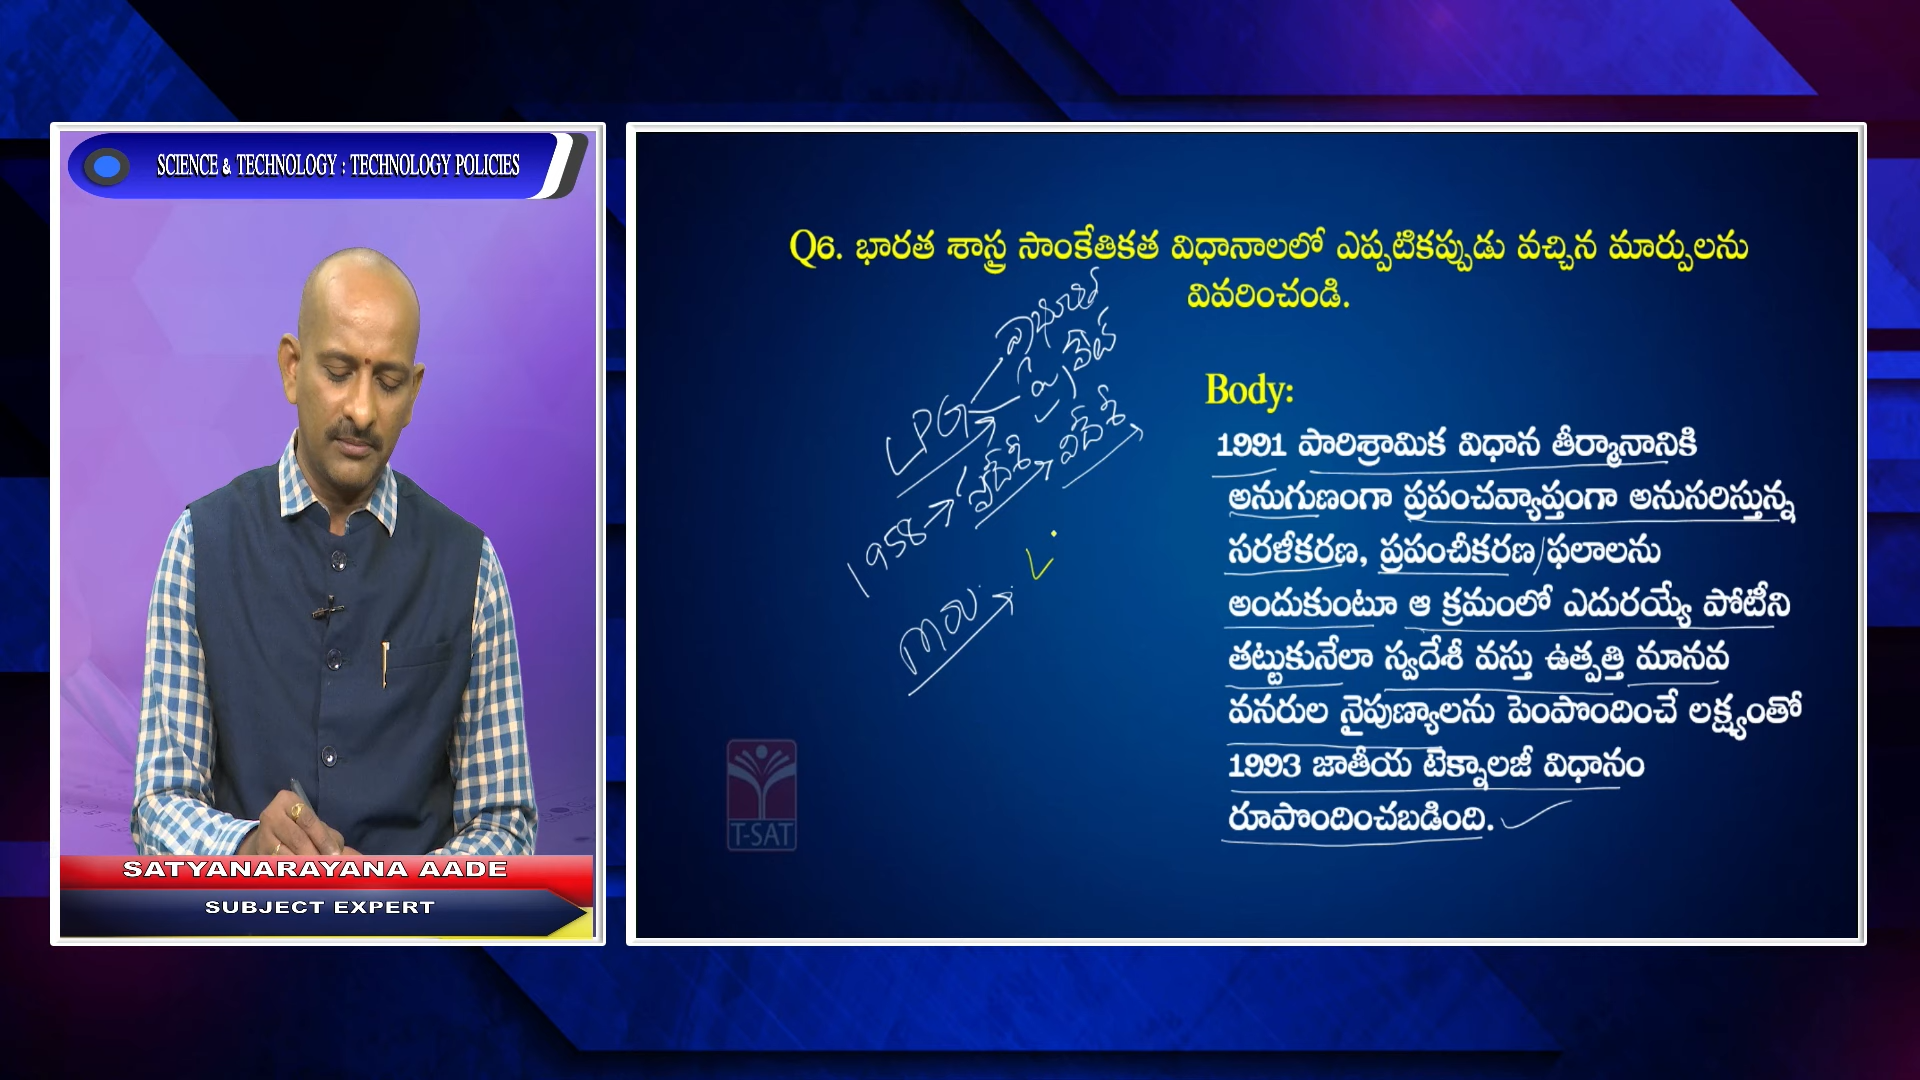 SCIENCE & TECHNOLOGY : TECHNOLOGY POLICIES
Q6. భారత శాస్త్ర సాంకేతికత విధానాలలో ఎప్పటికప్పుడు వచ్చిన మార్పులను
వివరించండి.
Body:
1991 పారిశ్రామిక విధాన తీర్మానానికి
అనుగుణంగా ప్రపంచవ్యాప్తంగా అనుసరిస్తున్న
సరళీకరణ, ప్రపంచీకరణ ఫలాలను
అందుకుంటూ ఆ క్రమంలో ఎదురయ్యే పోటీని
తట్టుకునేలా స్వదేశీ వస్తు ఉత్పత్తి మానవ
వనరుల నైపుణ్యాలను పెంపొందించే లక్ష్యంతో
1993 జాతీయ టెక్నాలజీ విధానం
రూపొందించబడింది.
LPG
1958 → స్వదేశీ → విదేశీ
MOU →
T-SAT
SATYANARAYANA AADE
SUBJECT EXPERT